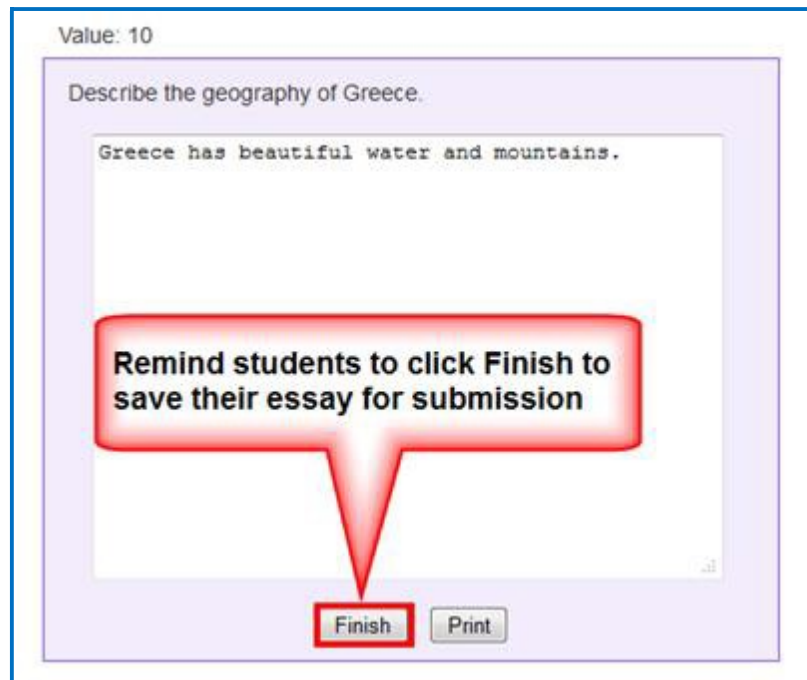 Value: 10
Describe the geography of Greece.
Greece has beautiful water and mountains.
Remind students to click Finish to
save their essay for submission
Finish Print